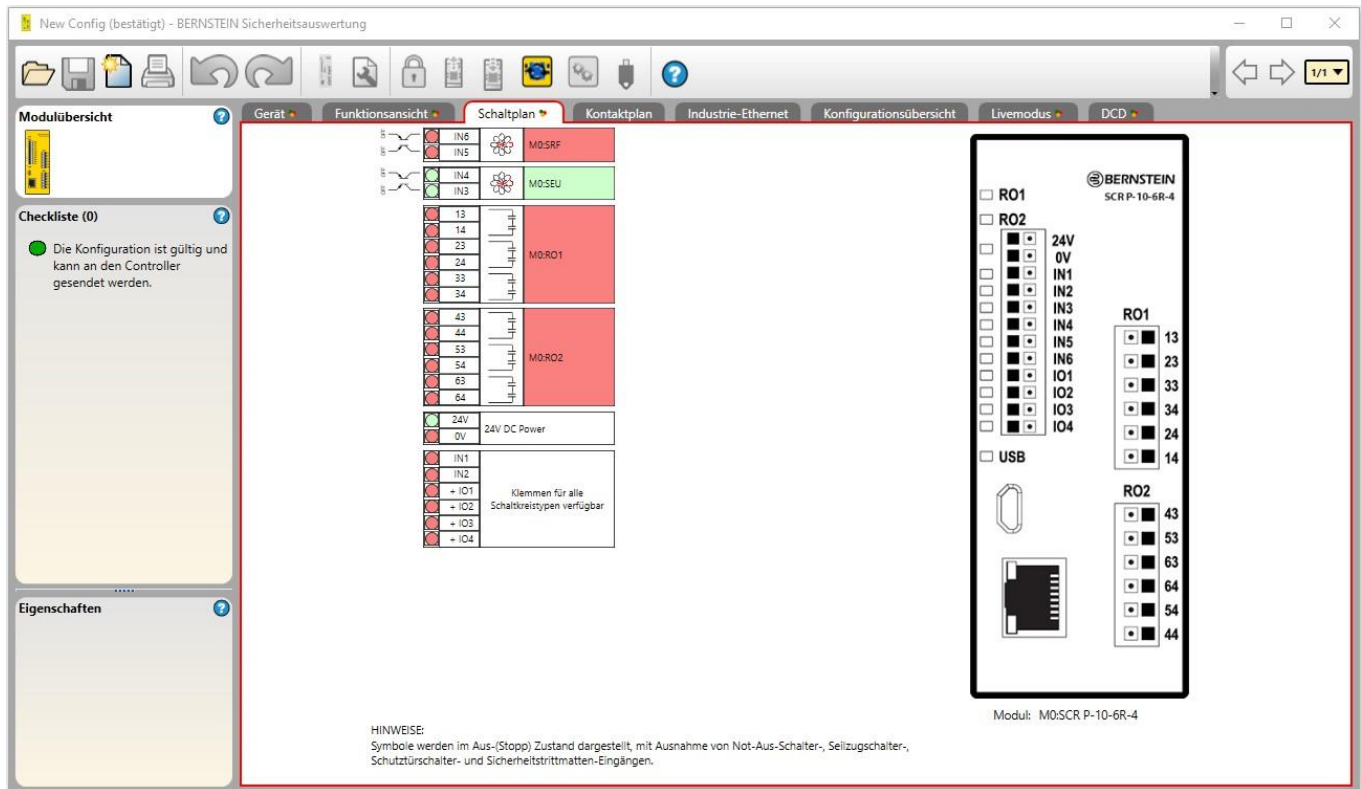 New Config (bestätigt) - BERNSTEIN Sicherheitsauswertung
1/1
Modulübersicht
Gerät
Funktionsansicht
Schaltplan
Kontaktplan
Industrie-Ethernet
Konfigurationsübersicht
Livemodus
DCD
Checkliste (0)
Die Konfiguration ist gültig und
kann an den Controller
gesendet werden.
Eigenschaften
IN6
IN5
M0:SRF
IN4
IN3
M0:SEU
13
14
23
24
33
34
M0:RO1
43
44
53
54
63
64
M0:RO2
24V
0V
24V DC Power
IN1
IN2
+ IO1
+ IO2
+ IO3
+ IO4
Klemmen für alle
Schaltkreistypen verfügbar
BERNSTEIN
SCR P-10-6R-4
RO1
RO2
24V
0V
IN1
IN2
IN3
IN4
IN5
IN6
IO1
IO2
IO3
IO4
USB
RO1
13
23
33
34
24
14
RO2
43
53
63
64
54
44
Modul: M0:SCR P-10-6R-4
HINWEISE:
Symbole werden im Aus-(Stopp) Zustand dargestellt, mit Ausnahme von Not-Aus-Schalter-, Seilzugschalter-,
Schutztürschalter- und Sicherheitstrittmatten-Eingängen.